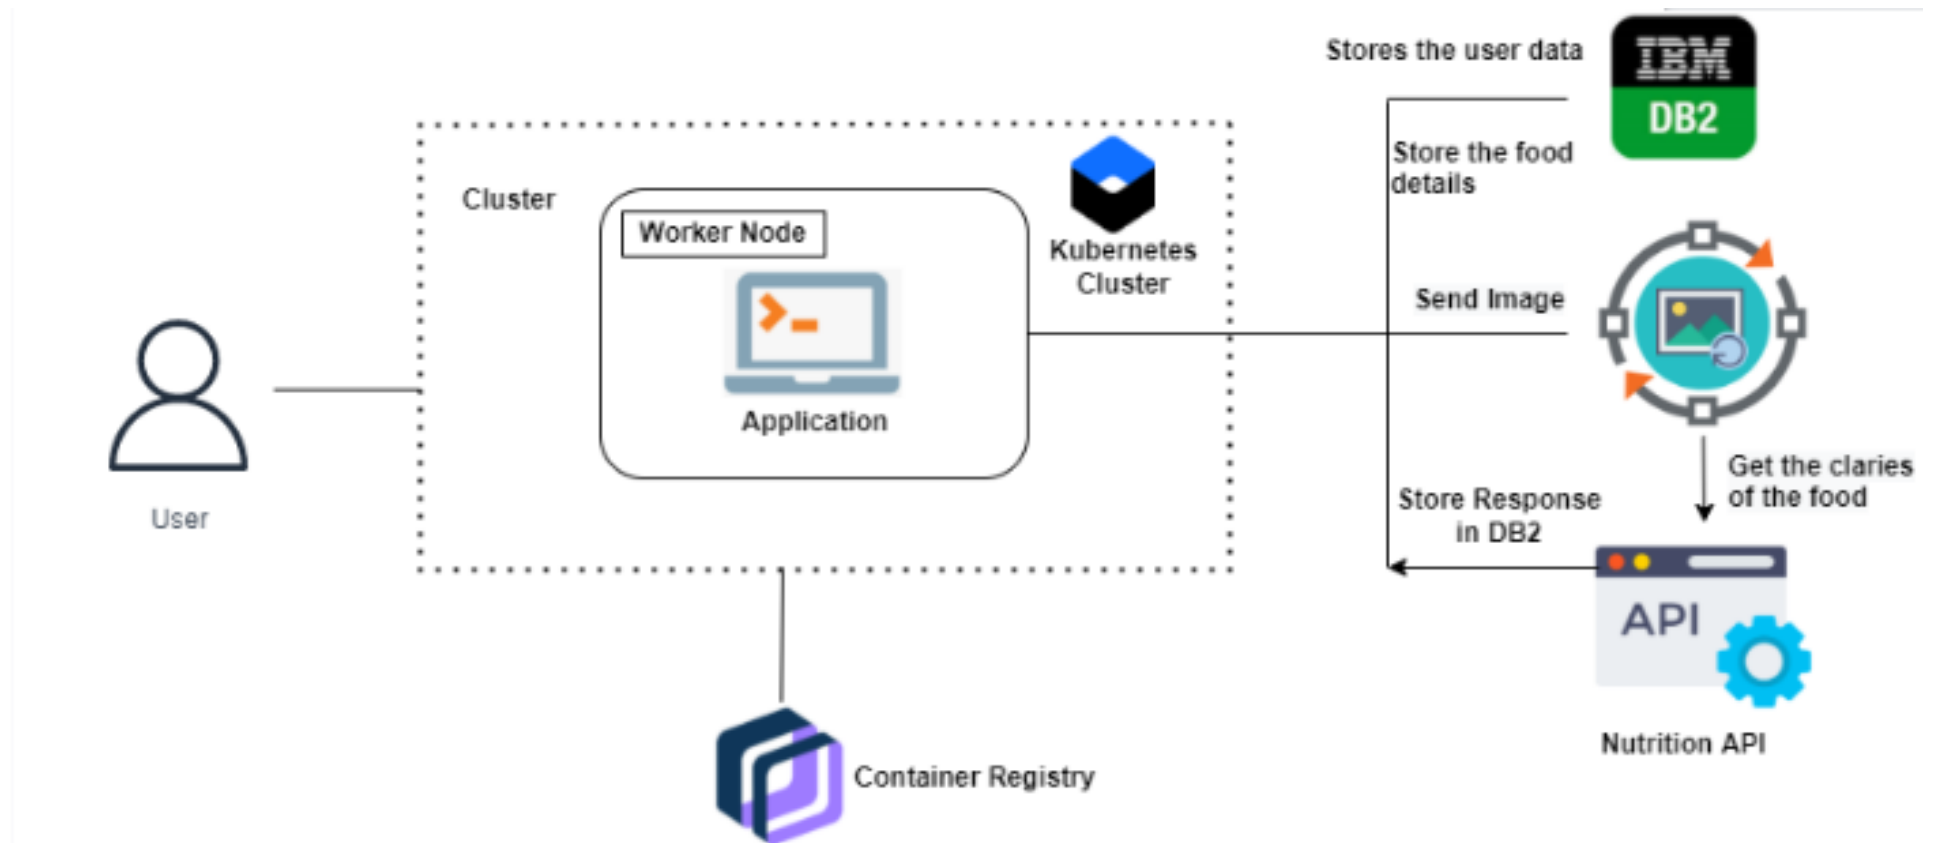 Stores the user data
IBM
DB2
Store the food
details
Cluster
Worker Node
Kubernetes
Cluster
Send Image
Application
Get the claries
of the food
Store Response
in DB2
User
API
Nutrition API
Container Registry